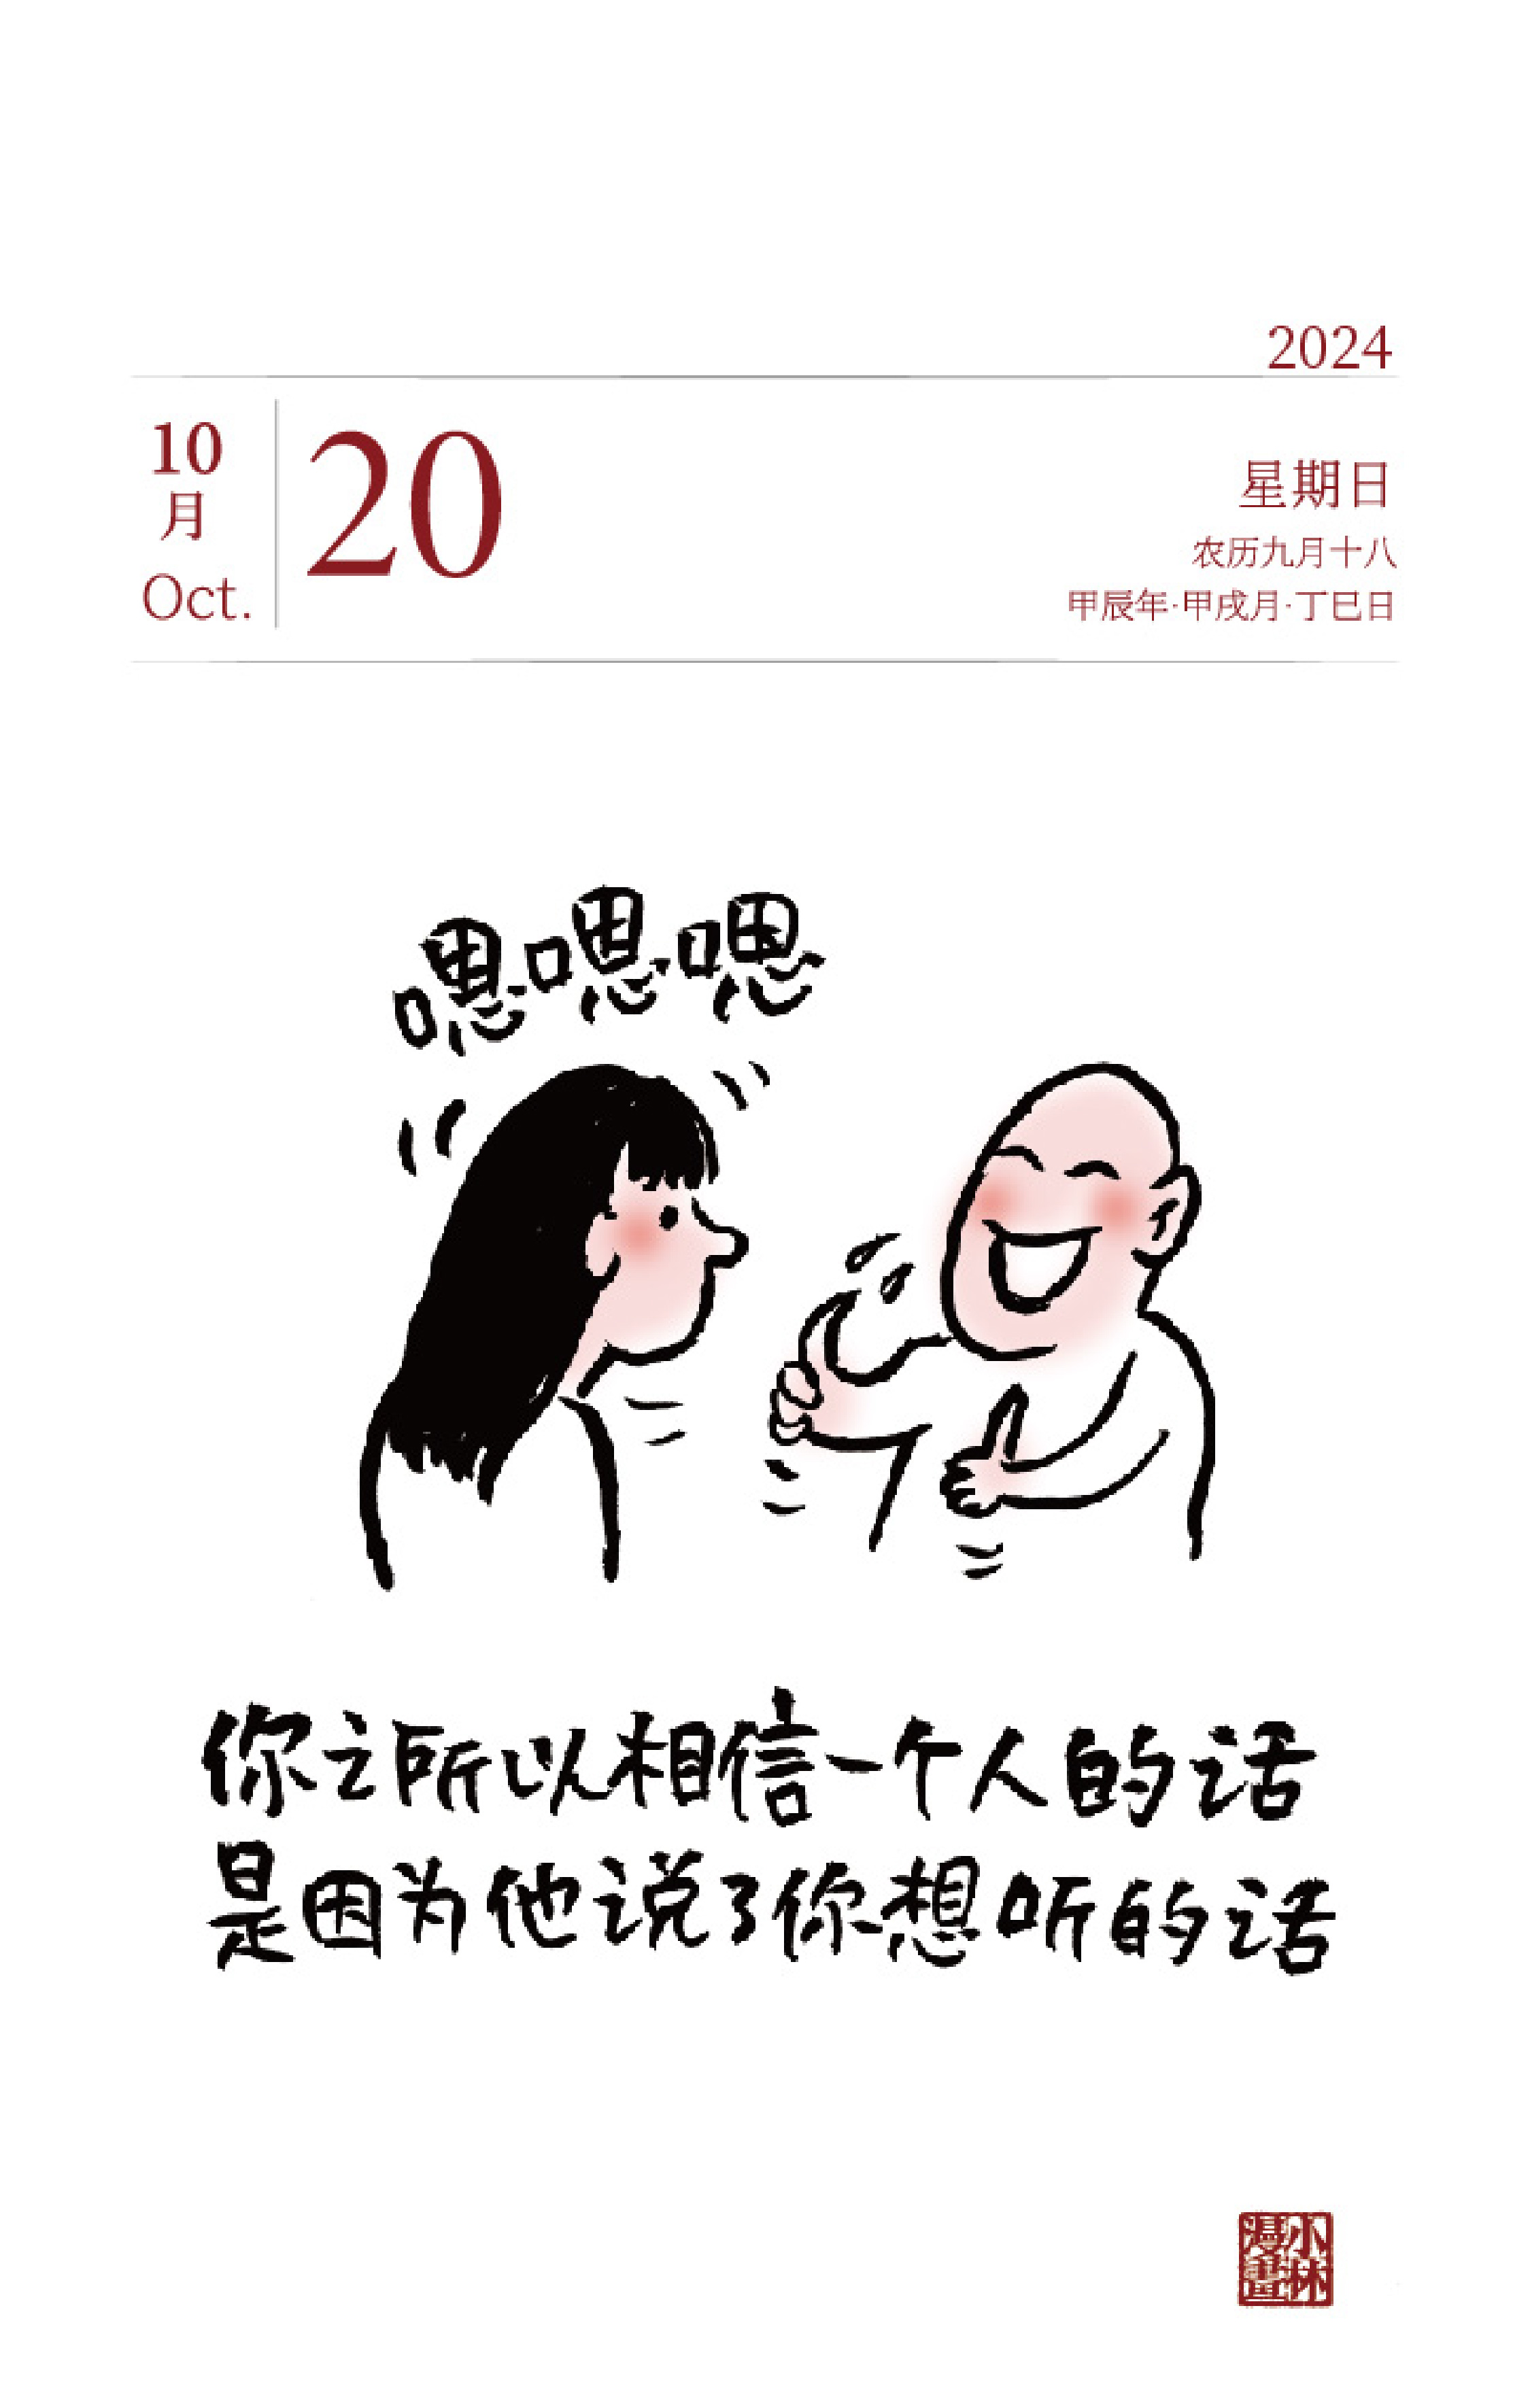 2024
10
月
Oct.
20
星期日
农历九月十八
甲辰年·甲戌月·丁巳日
嗯嗯嗯
你之所以相信一个人的话
是因为他说了你想听的话
小林
漫畫